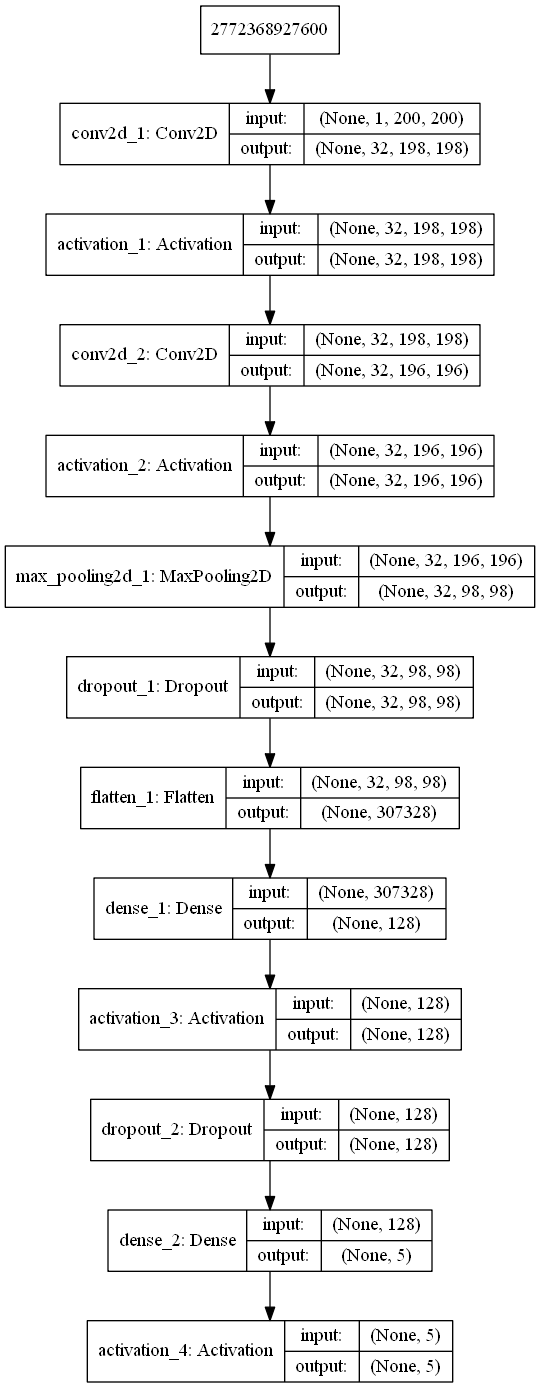 2772368927600
conv2d_1: Conv2D
input:
(None, 1, 200, 200)
output:
(None, 32, 198, 198)
activation_1: Activation
input:
(None, 32, 198, 198)
output:
(None, 32, 198, 198)
conv2d_2: Conv2D
input:
(None, 32, 198, 198)
output:
(None, 32, 196, 196)
activation_2: Activation
input:
(None, 32, 196, 196)
output:
(None, 32, 196, 196)
max_pooling2d_1: MaxPooling2D
input:
(None, 32, 196, 196)
output:
(None, 32, 98, 98)
dropout_1: Dropout
input:
(None, 32, 98, 98)
output:
(None, 32, 98, 98)
flatten_1: Flatten
input:
(None, 32, 98, 98)
output:
(None, 307328)
dense_1: Dense
input:
(None, 307328)
output:
(None, 128)
activation_3: Activation
input:
(None, 128)
output:
(None, 128)
dropout_2: Dropout
input:
(None, 128)
output:
(None, 128)
dense_2: Dense
input:
(None, 128)
output:
(None, 5)
activation_4: Activation
input:
(None, 5)
output:
(None, 5)